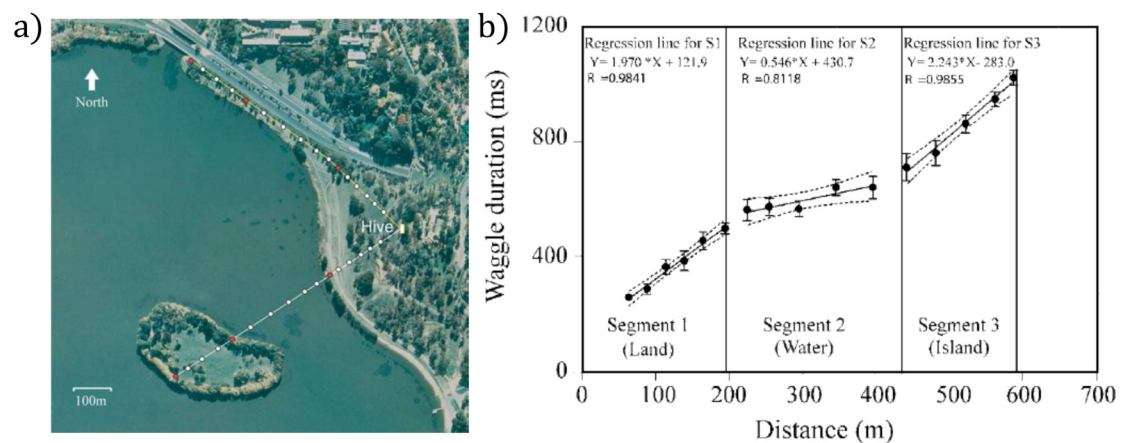 a)
North
Hive
100m
b)
Waggle duration (ms)
1200
800
400
0
Regression line for S1
Y= 1.970 *X + 121.9
R =0.9841
Regression line for S2
Y= 0.546*X + 430.7
R =0.8118
Regression line for S3
Y= 2.243*X- 283.0
R =0.9855
Segment 1
(Land)
Segment 2
(Water)
Segment 3
(Island)
0 100 200 300 400 500 600 700
Distance (m)